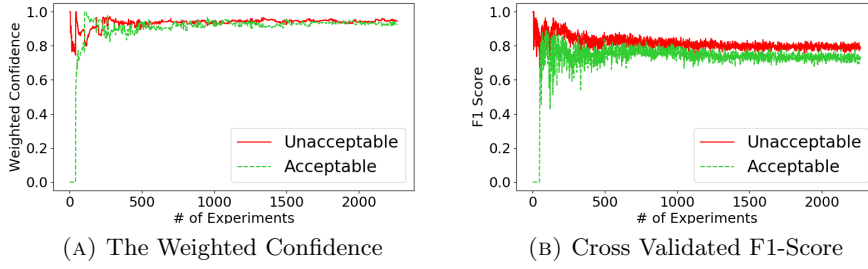 1.0
0.8
0.6
0.4
0.2
0.0
Weighted Confidence
0
500
1000
1500
2000
# of Experiments
Unacceptable
Acceptable
(A) The Weighted Confidence
1.0
0.8
0.6
0.4
0.2
0.0
F1 Score
0
500
1000
1500
2000
# of Experiments
Unacceptable
Acceptable
(B) Cross Validated F1-Score